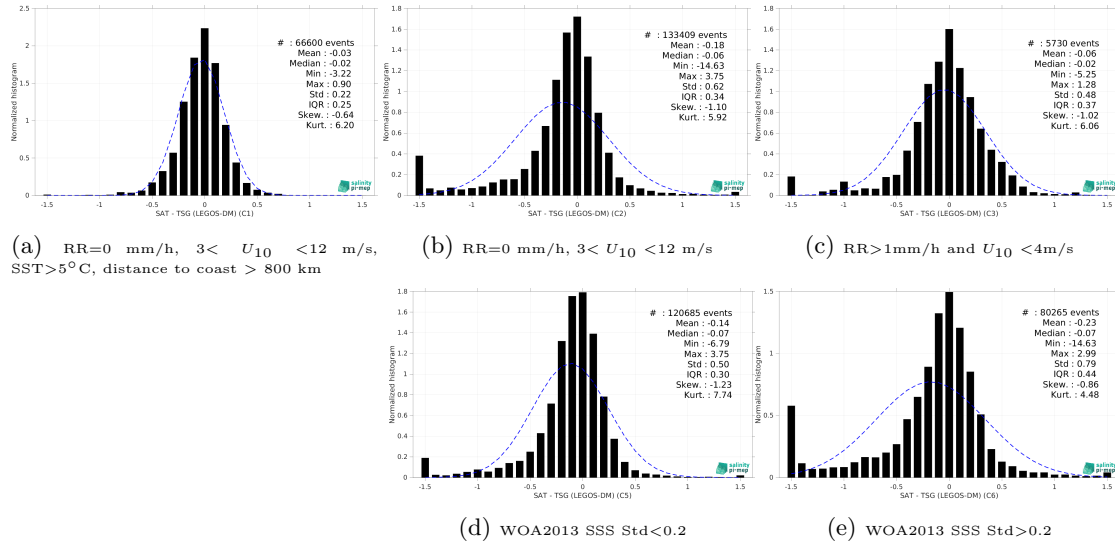 2.5
2
1.5
1
0.5
0
Normalized histogram
# : 66600 events
Mean : -0.03
Median : -0.02
Min : -3.22
Max : 0.90
Std : 0.22
IQR : 0.25
Skew. : -0.64
Kurt. : 6.20
salinity
pi-mep
-1.5 -1 -0.5 0 0.5 1 1.5
SAT - TSG (LEGOS-DM) (C1)
(a) RR=0 mm/h, 3< U10 <12 m/s,
SST>5°C, distance to coast > 800 km
1.8
1.6
1.4
1.2
1
0.8
0.6
0.4
0.2
0
Normalized histogram
# : 133409 events
Mean : -0.18
Median : -0.06
Min : -14.63
Max : 3.75
Std : 0.62
IQR : 0.34
Skew. : -1.10
Kurt. : 5.92
salinity
pi-mep
-1.5 -1 -0.5 0 0.5 1 1.5
SAT - TSG (LEGOS-DM) (C2)
(b) RR=0 mm/h, 3< U10 <12 m/s
1.8
1.6
1.4
1.2
1
0.8
0.6
0.4
0.2
0
Normalized histogram
# : 5730 events
Mean : -0.06
Median : -0.02
Min : -5.25
Max : 1.28
Std : 0.48
IQR : 0.37
Skew. : -1.02
Kurt. : 6.06
salinity
pi-mep
-1.5 -1 -0.5 0 0.5 1 1.5
SAT - TSG (LEGOS-DM) (C3)
(c) RR>1mm/h and U10 <4m/s
1.8
1.6
1.4
1.2
1
0.8
0.6
0.4
0.2
0
Normalized histogram
# : 120685 events
Mean : -0.14
Median : -0.07
Min : -6.79
Max : 3.75
Std : 0.50
IQR : 0.30
Skew. : -1.23
Kurt. : 7.74
salinity
pi-mep
-1.5 -1 -0.5 0 0.5 1 1.5
SAT - TSG (LEGOS-DM) (C5)
(d) WOA2013 SSS Std<0.2
1.5
1
0.5
0
Normalized histogram
# : 80265 events
Mean : -0.23
Median : -0.07
Min : -14.63
Max : 2.99
Std : 0.79
IQR : 0.44
Skew. : -0.86
Kurt. : 4.48
salinity
pi-mep
-1.5 -1 -0.5 0 0.5 1 1.5
SAT - TSG (LEGOS-DM) (C6)
(e) WOA2013 SSS Std>0.2